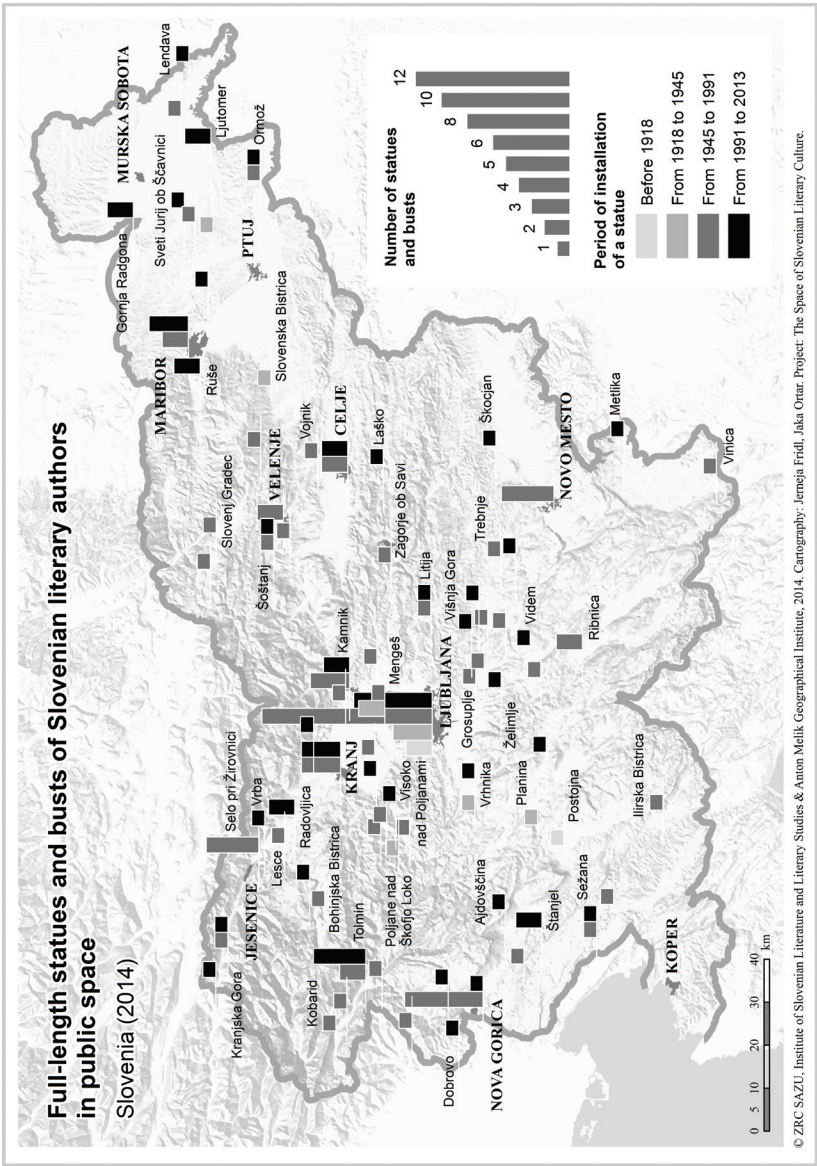 Full-length statues and busts of Slovenian literary authors
in public space
Slovenia (2014)
Kranjska Gora
JESENICE
Selo pri Žirovnici
Vrba
Lesce
Radovljica
Bohinjska Bistrica
Kobarid
Tolmin
Poljane nad
Škofjo Loko
Visoko
nad Poljanami
KRANJ
Kamnik
Mengeš
LJUBLJANA
Dobrovo
NOVA GORICA
Ajdovščina
Štanjel
Sežana
KOPER
Vrhnika
Planina
Postojna
Ilirska Bistrica
Grosuplje
Želimlje
Višnja Gora
Litija
Videm
Ribnica
Trebnje
NOVO MESTO
Škocjan
Metlika
Vinica
Zagorje ob Savi
Laško
CELJE
Vojnik
VELENJE
Šoštanj
Slovenj Gradec
Slovenska Bistrica
MARIBOR
Ruše
PTUJ
Gornja Radgona
Sveti Jurij ob Ščavnici
MURSKA SOBOTA
Lendava
Ljutomer
Ormož
Number of statues
and busts
1
2
3
4
5
6
8
10
12
Period of installation
of a statue
Before 1918
From 1918 to 1945
From 1945 to 1991
From 1991 to 2013
0 5 10 20 30 40 km
© ZRC SAZU, Institute of Slovenian Literature and Literary Studies & Anton Melik Geographical Institute, 2014. Cartography: Jerneja Fridl, Jaka Ortar. Project: The Space of Slovenian Literary Culture.